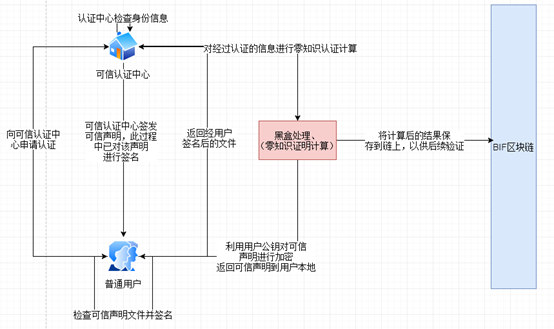 认证中心检查身份信息
对经过认证的信息进行零知识认证计算
可信认证中心
向可信认证中
心申请认证
可信认证中心签发
可信声明，此过程
中已对该声明
进行签名
返回经用户
签名后的文件
黑盒处理、
（零知识证明计算）
将计算后的结果保
存到链上，以供后续验证
BIF区块链
利用用户公钥对可信
声明进行加密
返回可信声明到用户本地
普通用户
检查可信声明文件并签名